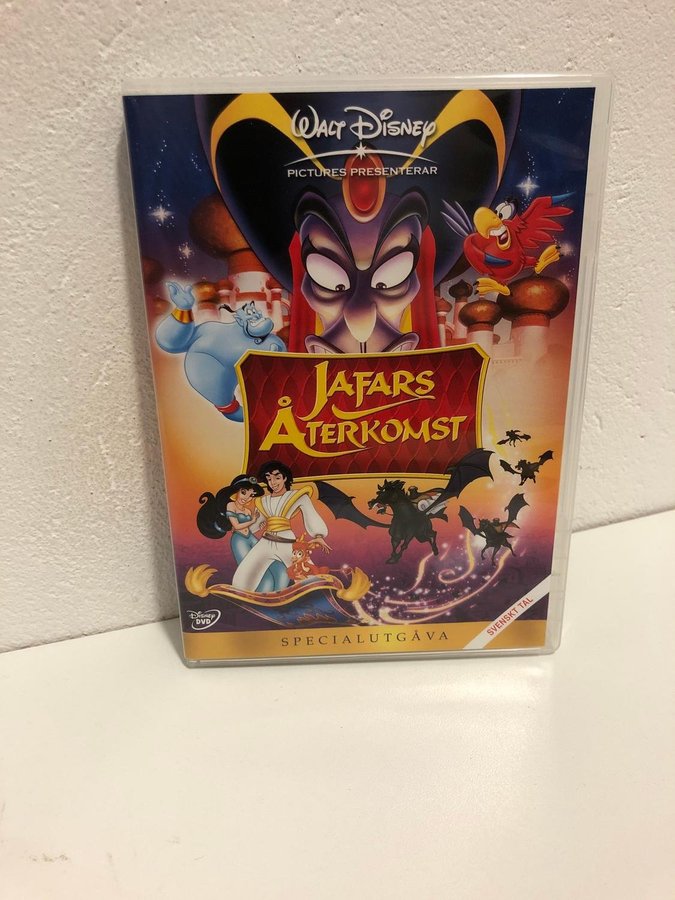 WALT DISNEY
PICTURES PRESENTERAR
JAFARS
ÅTERKOMST
Disney
DVD
SPECIALUTGÅVA
SVENSKT TAL